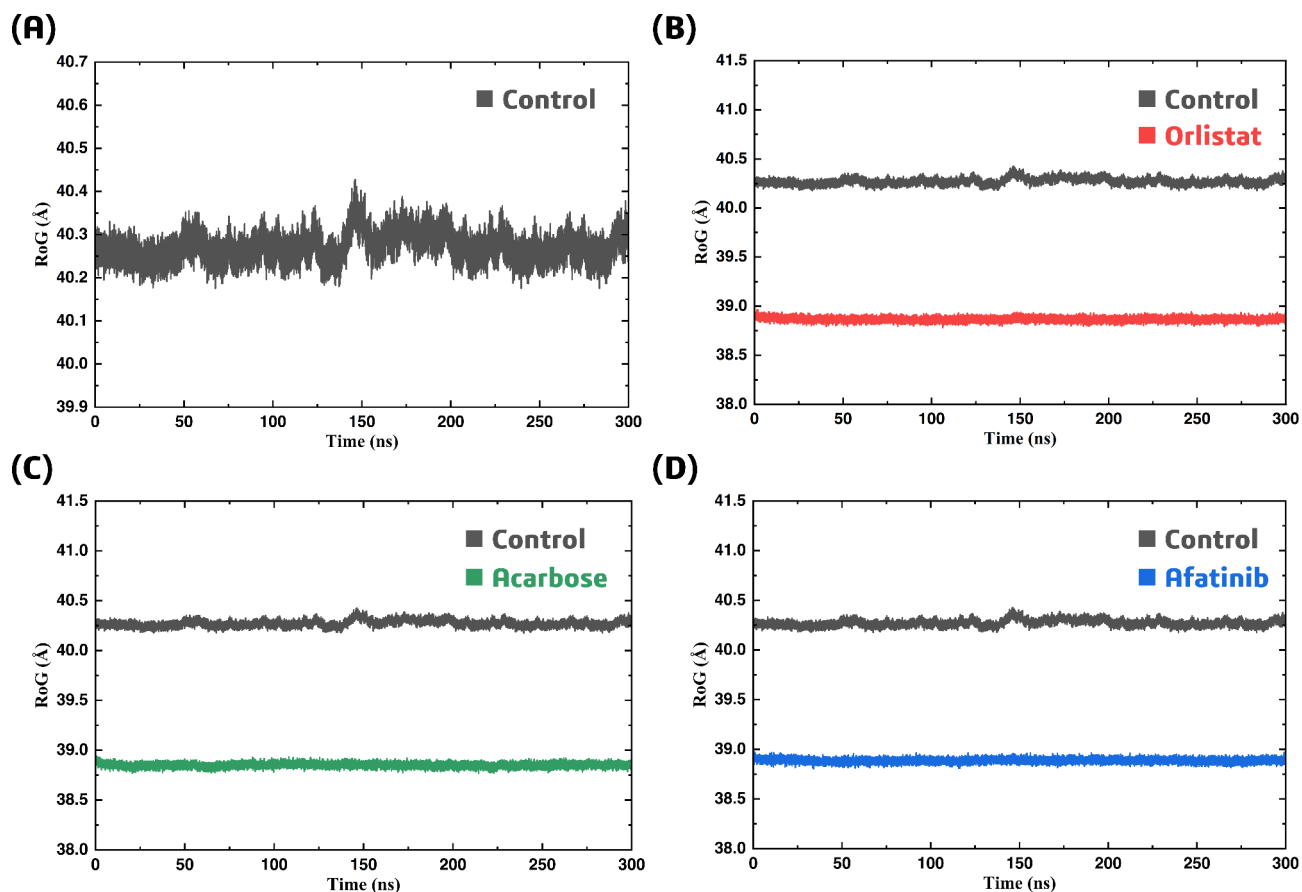 (A)
Control
RoG (Å)
40.7
40.6
40.5
40.4
40.3
40.2
40.1
40.0
39.9
0 50 100 150 200 250 300
Time (ns)
(B)
Control
Orlistat
RoG (Å)
41.5
41.0
40.5
40.0
39.5
39.0
38.5
38.0
0 50 100 150 200 250 300
Time (ns)
(C)
Control
Acarbose
RoG (Å)
41.5
41.0
40.5
40.0
39.5
39.0
38.5
38.0
0 50 100 150 200 250 300
Time (ns)
(D)
Control
Afatinib
RoG (Å)
41.5
41.0
40.5
40.0
39.5
39.0
38.5
38.0
0 50 100 150 200 250 300
Time (ns)